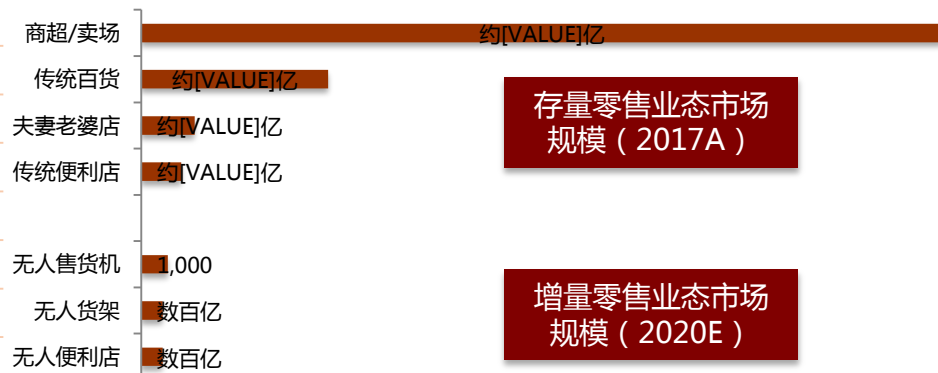 商超/卖场
约[VALUE]亿
传统百货
约[VALUE]亿
夫妻老婆店
约[VALUE]亿
传统便利店
约[VALUE]亿
存量零售业态市场
规模（2017A）
无人售货机
1,000
无人货架
数百亿
无人便利店
数百亿
增量零售业态市场
规模（2020E）